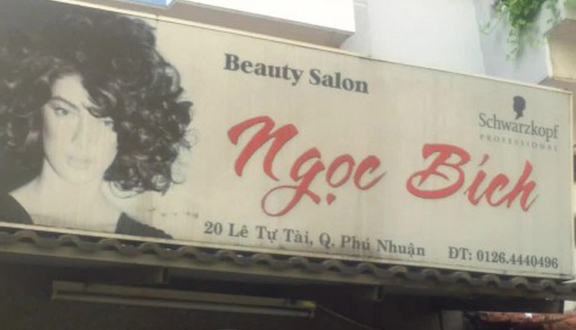 Beauty Salon
Schwarzkopf
PROFESSIONAL
Ngọc Bích
20 Lê Tự Tài, Q. Phú Nhuận ĐT: 0126.4440496